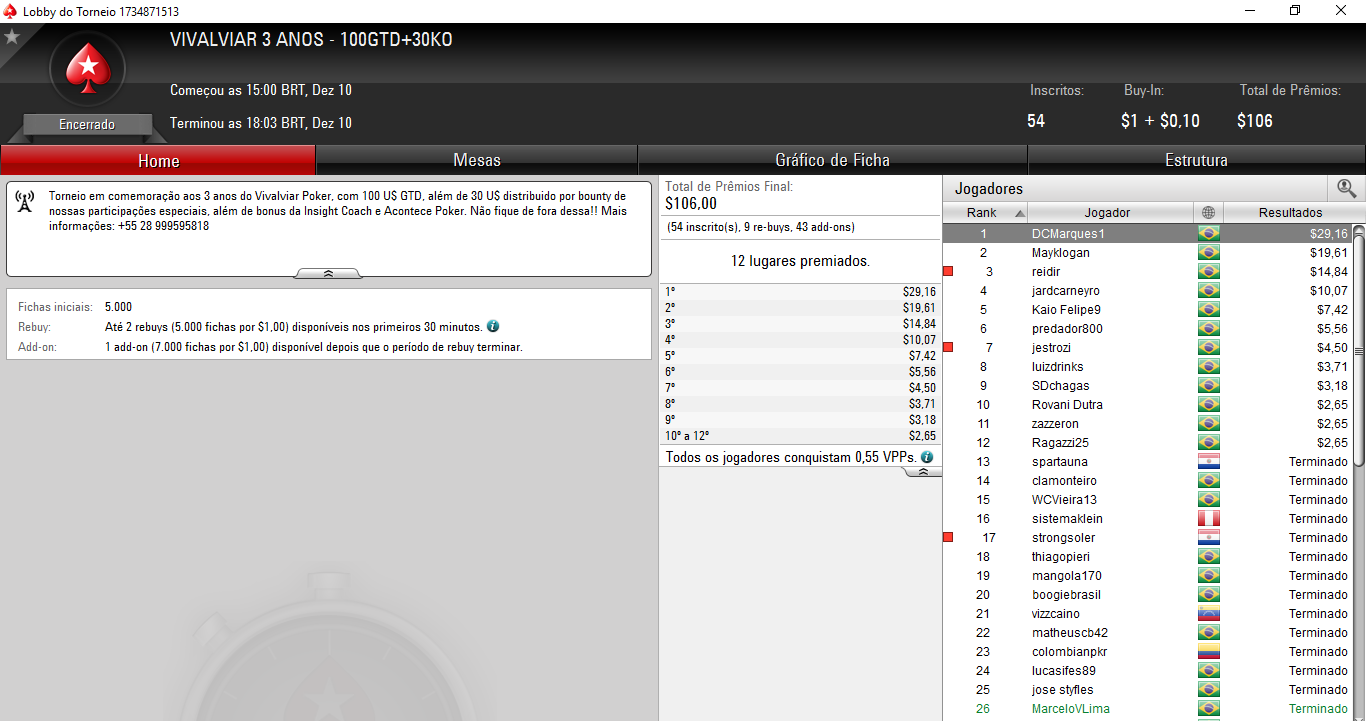 Lobby do Torneio 1734871513
VIVALVIAR 3 ANOS - 100GTD+30KO
Começou as 15:00 BRT, Dez 10
Terminou as 18:03 BRT, Dez 10
Encerrado
Inscritos: Buy-In: Total de Prêmios:
54 $1 + $0,10 $106
Home Mesas Gráfico de Ficha Estrutura
Torneio em comemoração aos 3 anos do Vivalviar Poker, com 100 U$ GTD, além de 30 U$ distribuido por bounty de
nossas participações especiais, além de bonus da Insight Coach e Acontece Poker. Não fique de fora dessa!! Mais
informações: +55 28 999595818
Fichas iniciais: 5.000
Rebuy: Até 2 rebuys (5.000 fichas por $1,00) disponíveis nos primeiros 30 minutos.
Add-on: 1 add-on (7.000 fichas por $1,00) disponível depois que o período de rebuy terminar.
Total de Prêmios Final:
$106,00
(54 inscrito(s), 9 re-buys, 43 add-ons)
12 lugares premiados.
1º $29,16
2º $19,61
3º $14,84
4º $10,07
5º $7,42
6º $5,56
7º $4,50
8º $3,71
9º $3,18
10º a 12º $2,65
Todos os jogadores conquistam 0,55 VPPs.
Jogadores
Rank Jogador Resultados
1 DCMarques1 $29,16
2 Mayklogan $19,61
3 reidir $14,84
4 jardcarneyro $10,07
5 Kaio Felipe9 $7,42
6 predador800 $5,56
7 jestrozi $4,50
8 luizdrinks $3,71
9 SDchagas $3,18
10 Rovani Dutra $2,65
11 zazzeron $2,65
12 Ragazzi25 $2,65
13 spartauna Terminado
14 clamonteiro Terminado
15 WCVieira13 Terminado
16 sistemaklein Terminado
17 strongsoler Terminado
18 thiagopieri Terminado
19 mangola170 Terminado
20 boogiebrasil Terminado
21 vizzcaino Terminado
22 matheuscb42 Terminado
23 colombianpkr Terminado
24 lucasifes89 Terminado
25 jose styfles Terminado
26 MarceloVLima Terminado